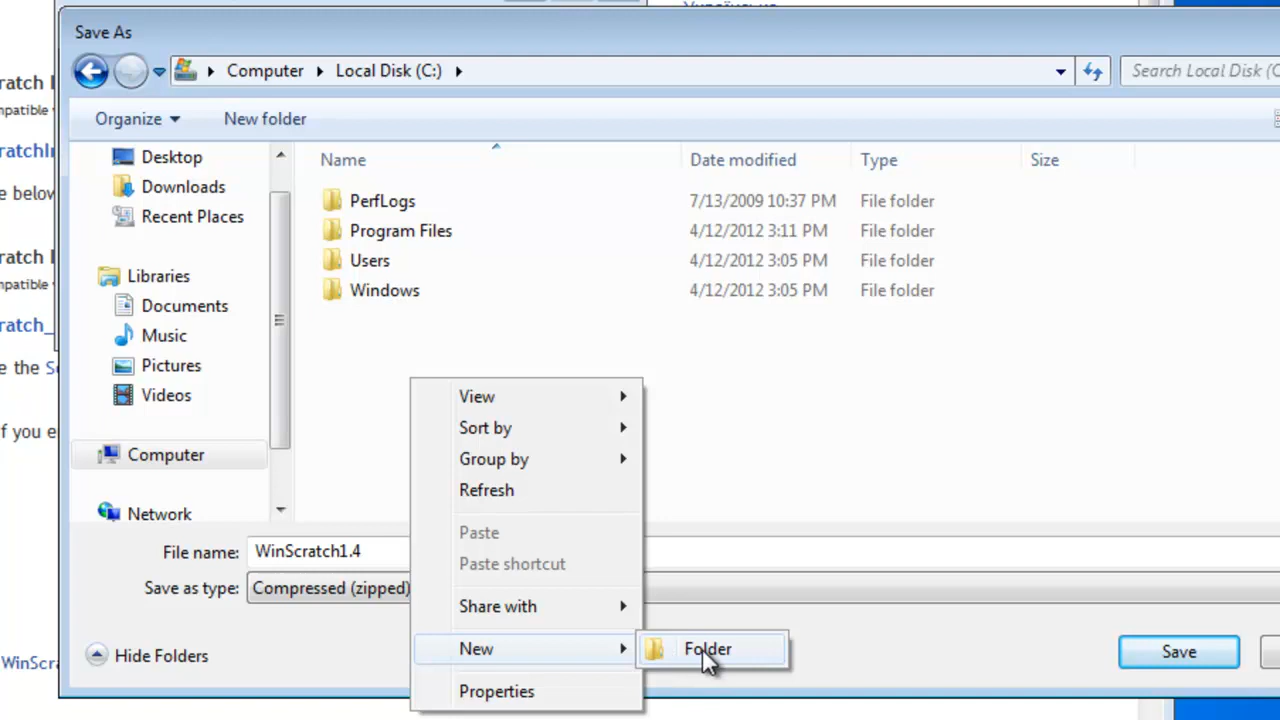 Українська
Save As
Computer Local Disk (C:) Search Local Disk (C
Organize New folder
Name Date modified Type Size
Desktop
Downloads
Recent Places
Libraries
Documents
Music
Pictures
Videos
Computer
Network
PerfLogs 7/13/2009 10:37 PM File folder
Program Files 4/12/2012 3:11 PM File folder
Users 4/12/2012 3:05 PM File folder
Windows 4/12/2012 3:05 PM File folder
View
Sort by
Group by
Refresh
Paste
Paste shortcut
Share with
New
Properties
Folder
File name: WinScratch1.4
Save as type: Compressed (zipped)
Hide Folders
Save
ratch I
mpatible
ratchIn
e below
ratch I
mpatible
ratch_
e the S
f you e
WinScra